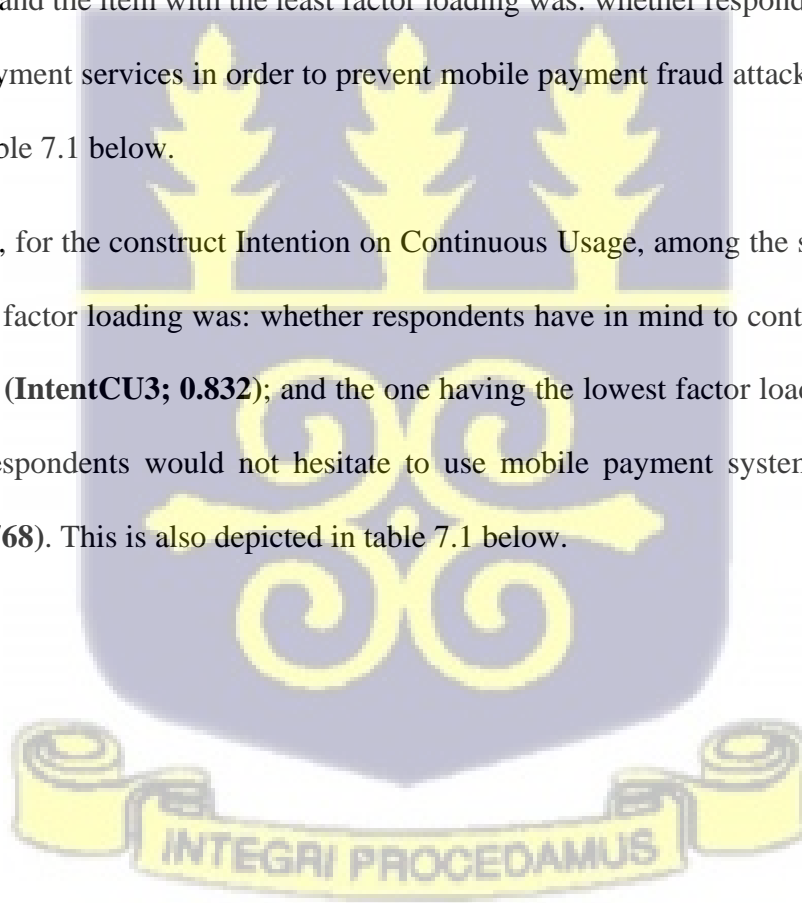 and the item with the least factor loading was: whether respond
yment services in order to prevent mobile payment fraud attack
ble 7.1 below.
, for the construct Intention on Continuous Usage, among the s
factor loading was: whether respondents have in mind to cont
(IntentCU3; 0.832); and the one having the lowest factor load
espondents would not hesitate to use mobile payment system
768). This is also depicted in table 7.1 below.
INTEGRI PROCEDAMUS